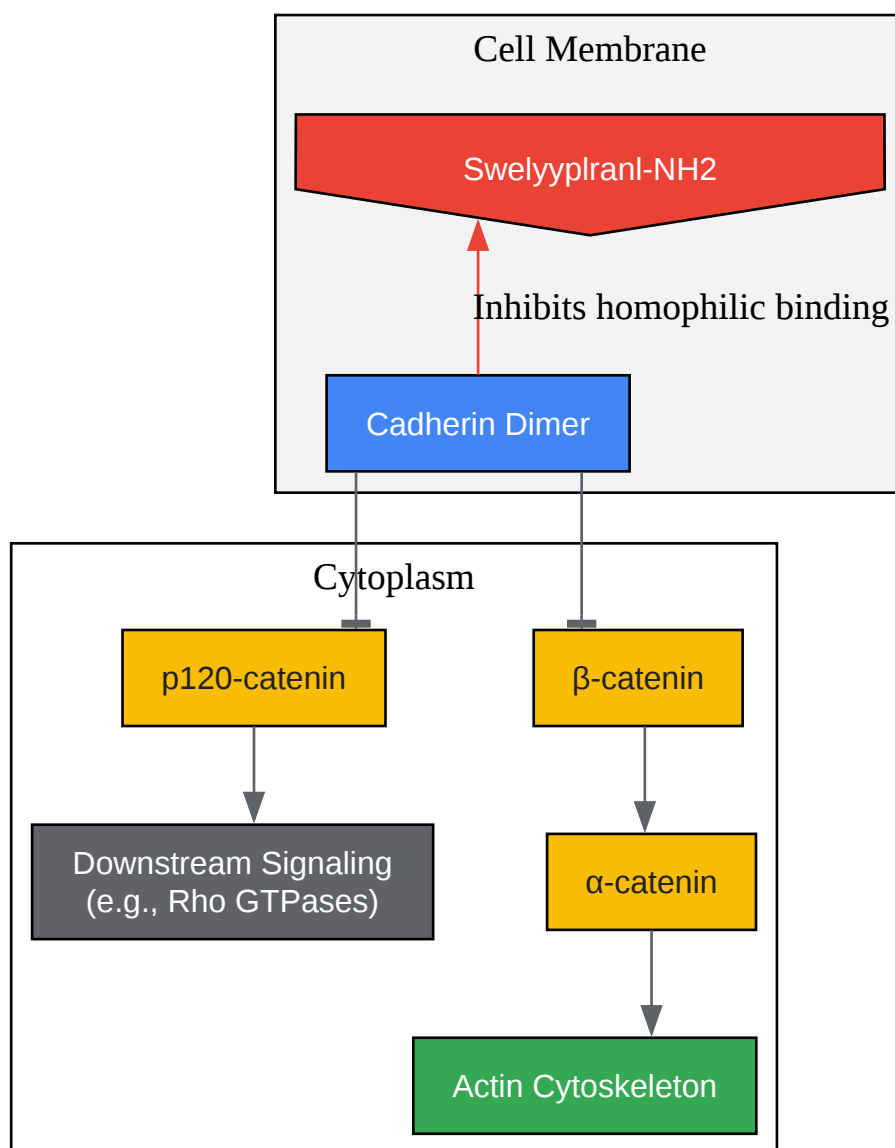 Cell Membrane
Swelyyplranl-NH2
Inhibits homophilic binding
Cadherin Dimer
Cytoplasm
p120-catenin
β-catenin
Downstream Signaling
(e.g., Rho GTPases)
α-catenin
Actin Cytoskeleton